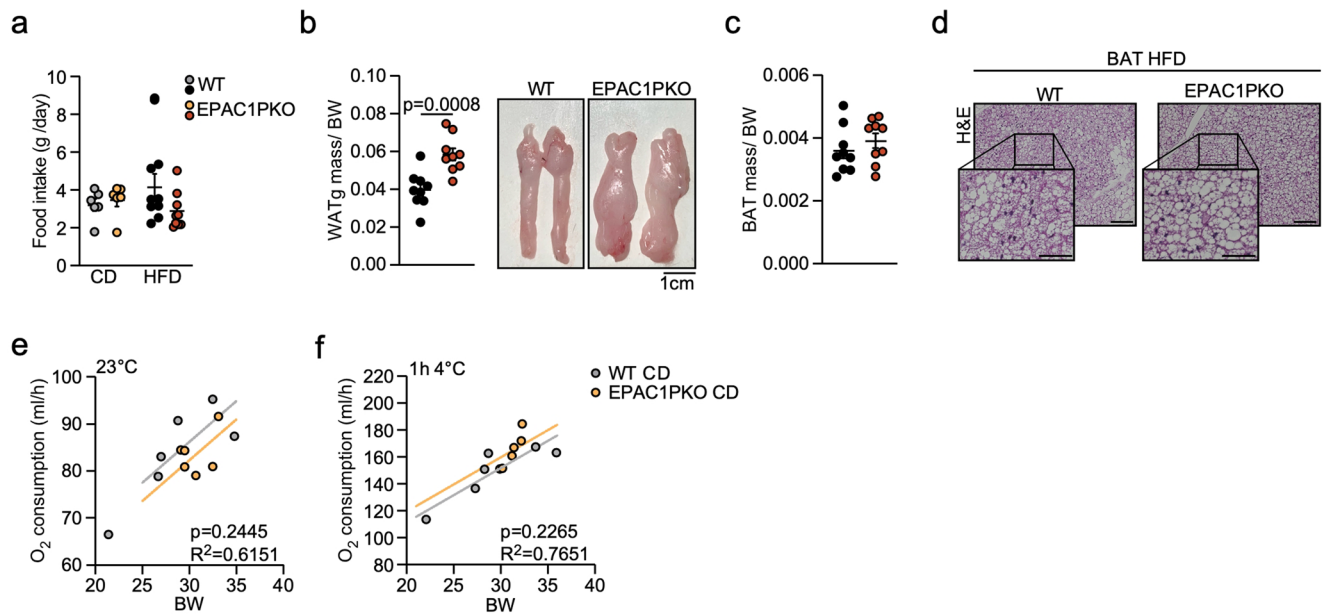 a
Food intake (g /day)
10
8
6
4
2
0
CD
HFD
WT
EPAC1PKO
b
WATg mass/ BW
0.10
0.08
0.06
0.04
0.02
0.00
p=0.0008
WT
EPAC1PKO
1cm
c
BAT mass/ BW
0.006
0.004
0.002
0.000
d
BAT HFD
WT
EPAC1PKO
H&E
e
23°C
O2 consumption (ml/h)
100
90
80
70
60
p=0.2445
R²=0.6151
20
25
30
35
40
BW
f
1h 4°C
O2 consumption (ml/h)
220
200
180
160
140
120
100
80
p=0.2265
R²=0.7651
20
25
30
35
40
BW
WT CD
EPAC1PKO CD